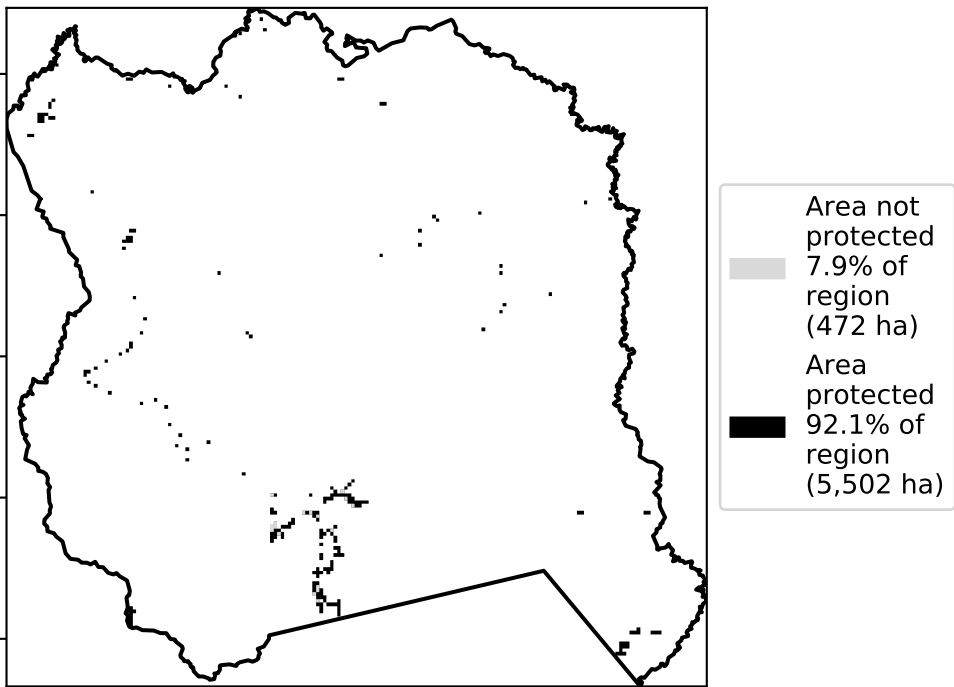 Area not
protected
7.9% of
region
(472 ha)
Area
protected
92.1% of
region
(5,502 ha)